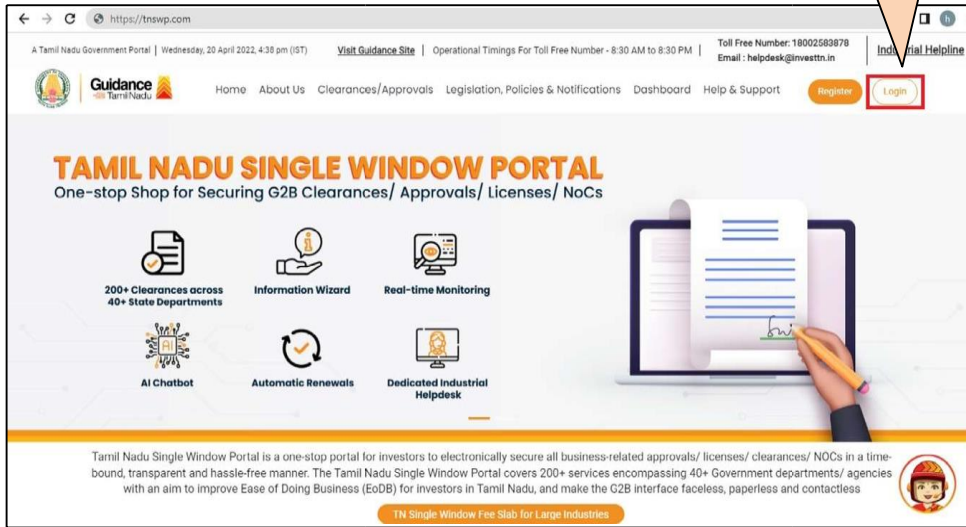 https://tnswp.com
h
A Tamil Nadu Government Portal | Wednesday, 20 April 2022, 4:38 pm (IST) Visit Guidance Site | Operational Timings For Toll Free Number - 8:30 AM to 8:30 PM | Toll Free Number: 18002583878
Email : helpdesk@investtn.in
Industrial Helpline
Guidance
Tamil Nadu
Home About Us Clearances/Approvals Legislation, Policies & Notifications Dashboard Help & Support Register Login
TAMIL NADU SINGLE WINDOW PORTAL
One-stop Shop for Securing G2B Clearances/ Approvals/ Licenses/ NoCs
200+ Clearances across
40+ State Departments
Information Wizard
Real-time Monitoring
AI
AI Chatbot
Automatic Renewals
Dedicated Industrial
Helpdesk
Tamil Nadu Single Window Portal is a one-stop portal for investors to electronically secure all business-related approvals/ licenses/ clearances/ NOCs in a time-
bound, transparent and hassle-free manner. The Tamil Nadu Single Window Portal covers 200+ services encompassing 40+ Government departments/ agencies
with an aim to improve Ease of Doing Business (EoDB) for investors in Tamil Nadu, and make the G2B interface faceless, paperless and contactless
TN Single Window Fee Slab for Large Industries